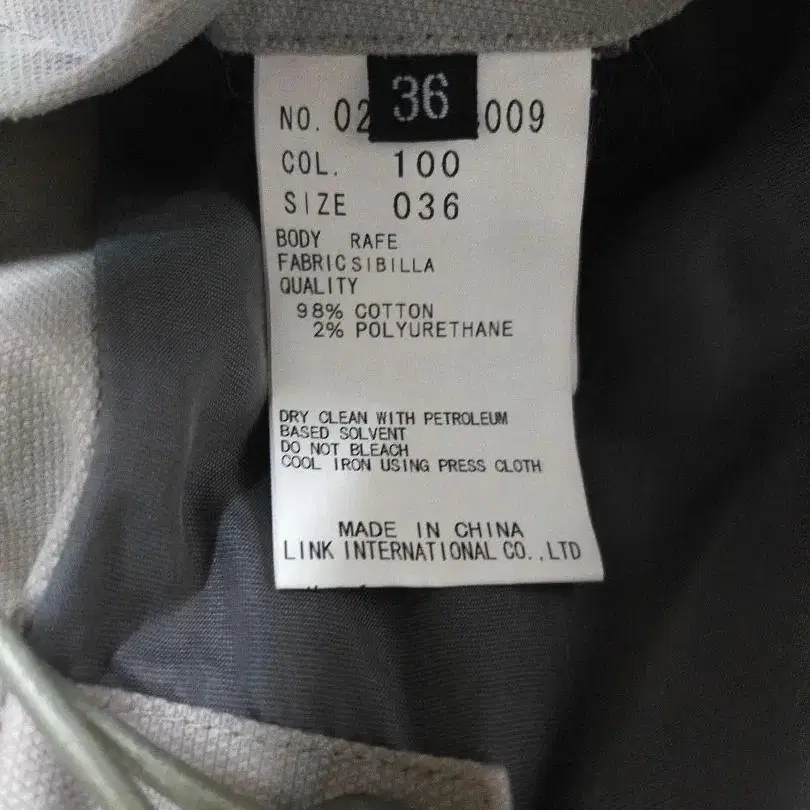 36
NO. 02 009
COL. 100
SIZE 036
BODY RAFE
FABRIC SIBILLA
QUALITY
98% COTTON
2% POLYURETHANE
DRY CLEAN WITH PETROLEUM
BASED SOLVENT
DO NOT BLEACH
COOL IRON USING PRESS CLOTH
MADE IN CHINA
LINK INTERNATIONAL CO.,LTD